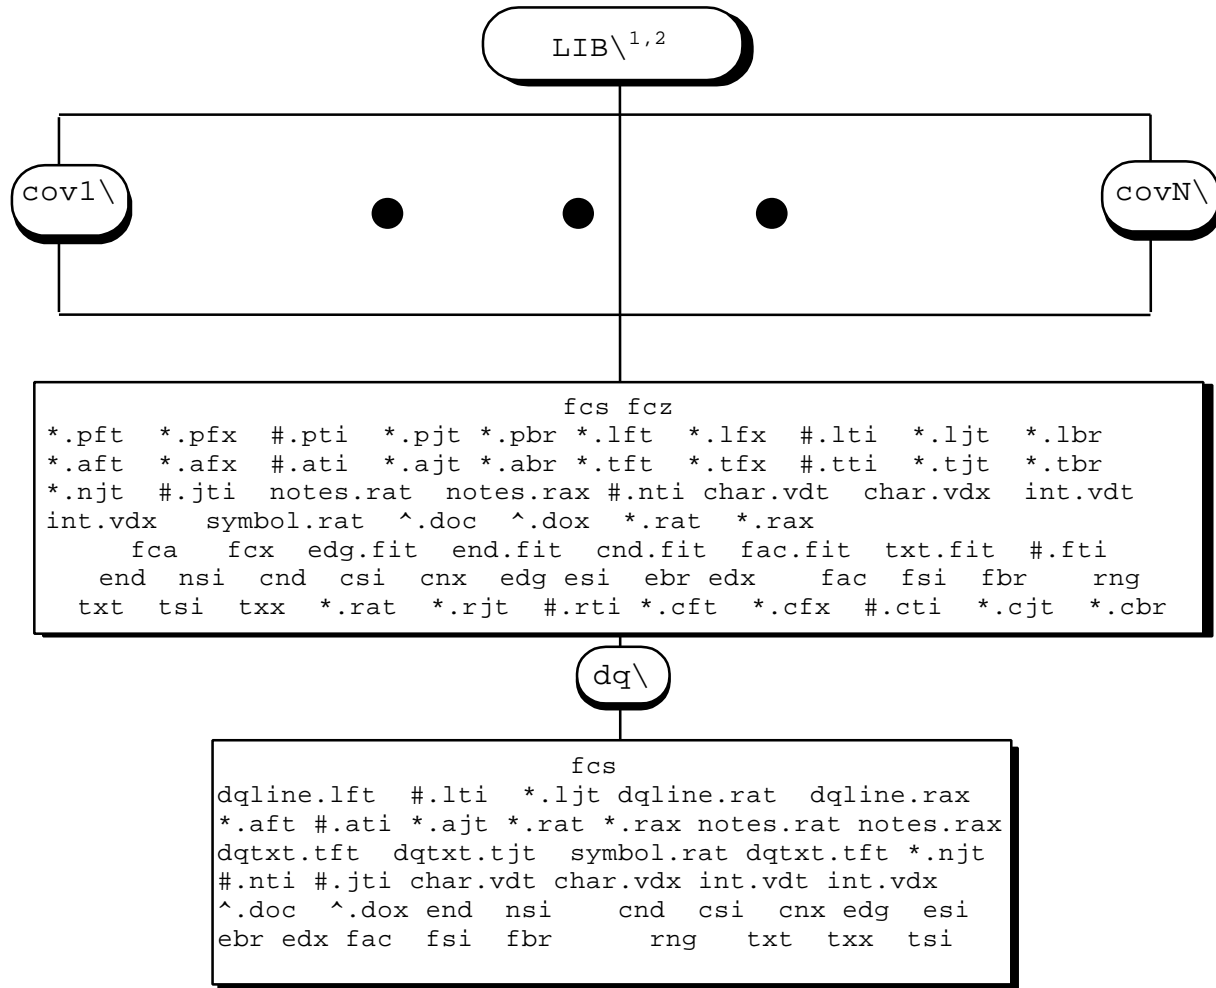 LIB\1,2
cov1\
covN\
fcs fcz
*.pft *.pfx #.pti *.pjt *.pbr *.lft *.lfx #.lti *.ljt *.lbr
*.aft *.afx #.ati *.ajt *.abr *.tft *.tfx #.tti *.tjt *.tbr
*.njt #.jti notes.rat notes.rax #.nti char.vdt char.vdx int.vdt
int.vdx symbol.rat ^.doc ^.dox *.rat *.rax
fca fcx edg.fit end.fit cnd.fit fac.fit txt.fit #.fti
end nsi cnd csi cnx edg esi ebr edx fac fsi fbr rng
txt tsi txx *.rat *.rjt #.rti *.cft *.cfx #.cti *.cjt *.cbr
dq\
fcs
dqline.lft #.lti *.ljt dqline.rat dqline.rax
*.aft #.ati *.ajt *.rat *.rax notes.rat notes.rax
dqtxt.tft dqtxt.tjt symbol.rat dqtxt.tft *.njt
#.nti #.jti char.vdt char.vdx int.vdt int.vdx
^.doc ^.dox end nsi cnd csi cnx edg esi
ebr edx fac fsi fbr rng txt txx tsi